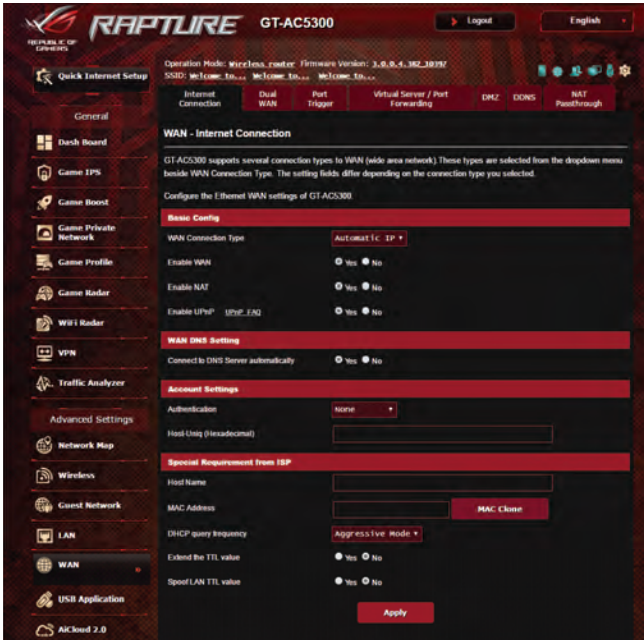 REPUBLIC OF
GAMERS
RAPTURE
GT-AC5300
Logout
English
Operation Mode: Wireless router Firmware Version: 3.0.0.4.382_10397
SSID: Welcome to... Welcome to... Welcome to...
Quick Internet Setup
General
Dash Board
Game IPS
Game Boost
Game Private
Network
Game Profile
Game Radar
WiFi Radar
VPN
Traffic Analyzer
Advanced Settings
Network Map
Wireless
Guest Network
LAN
WAN
USB Application
AiCloud 2.0
Internet
Connection
Dual
WAN
Port
Trigger
Virtual Server / Port
Forwarding
DMZ
DDNS
NAT
Passthrough
WAN - Internet Connection
GT-AC5300 supports several connection types to WAN (wide area network).These types are selected from the dropdown menu
beside WAN Connection Type. The setting fields differ depending on the connection type you selected.
Configure the Ethernet WAN settings of GT-AC5300.
Basic Config
WAN Connection Type Automatic IP
Enable WAN Yes No
Enable NAT Yes No
Enable UPnP UPnP FAQ Yes No
WAN DNS Setting
Connect to DNS Server automatically Yes No
Account Settings
Authentication None
Host-Uniq (Hexadecimal)
Special Requirement from ISP
Host Name
MAC Address MAC Clone
DHCP query frequency Aggressive Mode
Extend the TTL value Yes No
Spoof LAN TTL value Yes No
Apply